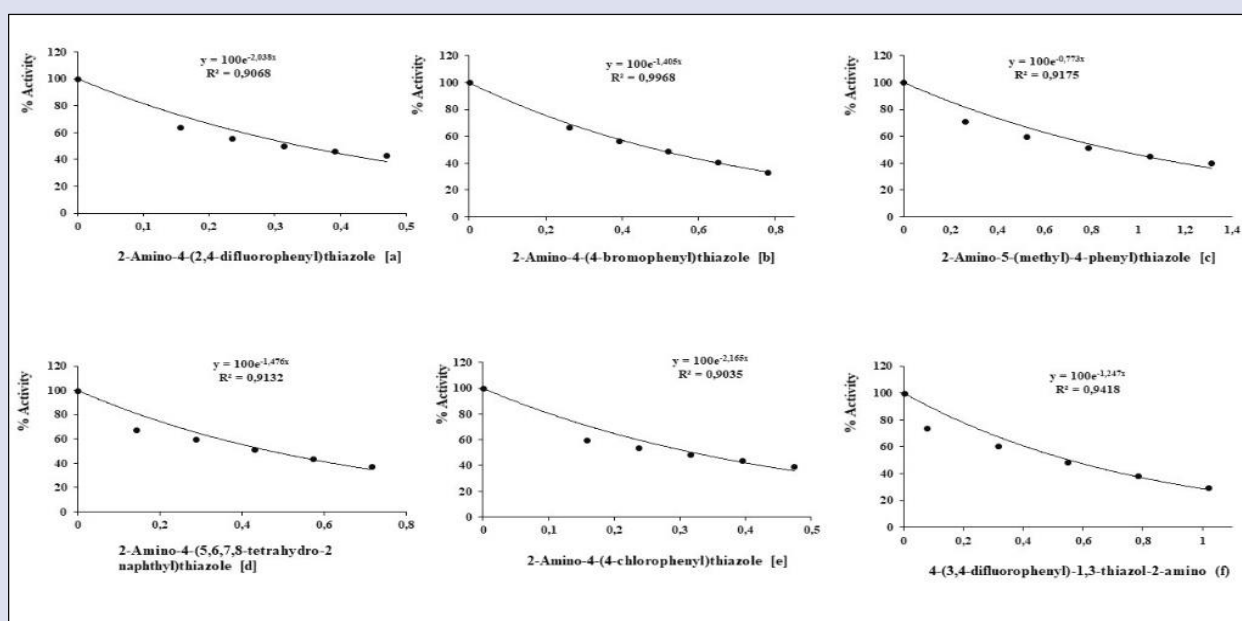 120
100
80
60
40
20
0
% Activity
y = 100e^-2,038x
R² = 0,9068
0 0,1 0,2 0,3 0,4 0,5
2-Amino-4-(2,4-difluorophenyl)thiazole [a]
120
100
80
60
40
20
0
% Activity
y = 100e^-1,405x
R² = 0,9968
0 0,2 0,4 0,6 0,8
2-Amino-4-(4-bromophenyl)thiazole [b]
120
100
80
60
40
20
0
% Activity
y = 100e^-0,773x
R² = 0,9175
0 0,2 0,4 0,6 0,8 1 1,2 1,4
2-Amino-5-(methyl)-4-phenyl)thiazole [c]
120
100
80
60
40
20
0
% Activity
y = 100e^-1,476x
R² = 0,9132
0 0,2 0,4 0,6 0,8
2-Amino-4-(5,6,7,8-tetrahydro-2
naphthyl)thiazole [d]
120
100
80
60
40
20
0
% Activity
y = 100e^-2,165x
R² = 0,9035
0 0,1 0,2 0,3 0,4 0,5
2-Amino-4-(4-chlorophenyl)thiazole [e]
120
100
80
60
40
20
0
% Activity
y = 100e^-1,247x
R² = 0,9418
0 0,2 0,4 0,6 0,8 1
4-(3,4-difluorophenyl)-1,3-thiazol-2-amino (f)